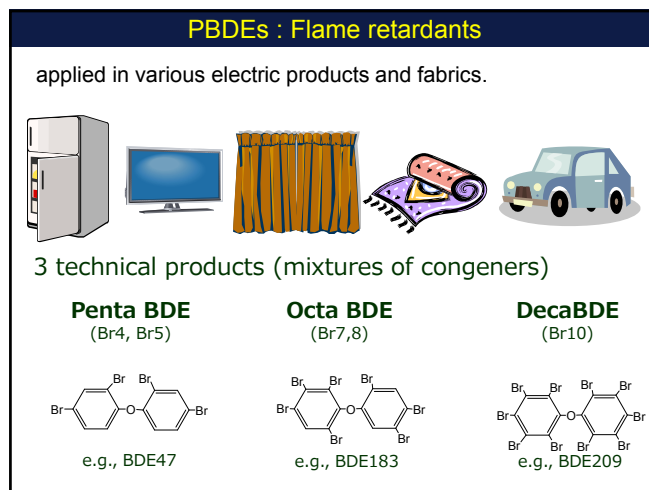 PBDEs : Flame retardants
applied in various electric products and fabrics.
3 technical products (mixtures of congeners)
Penta BDE
(Br4, Br5)
Octa BDE
(Br7,8)
DecaBDE
(Br10)
Br Br
Br O Br
e.g., BDE47
Br Br Br
Br O Br
Br Br
e.g., BDE183
Br Br Br Br
Br O Br
Br Br Br Br
e.g., BDE209